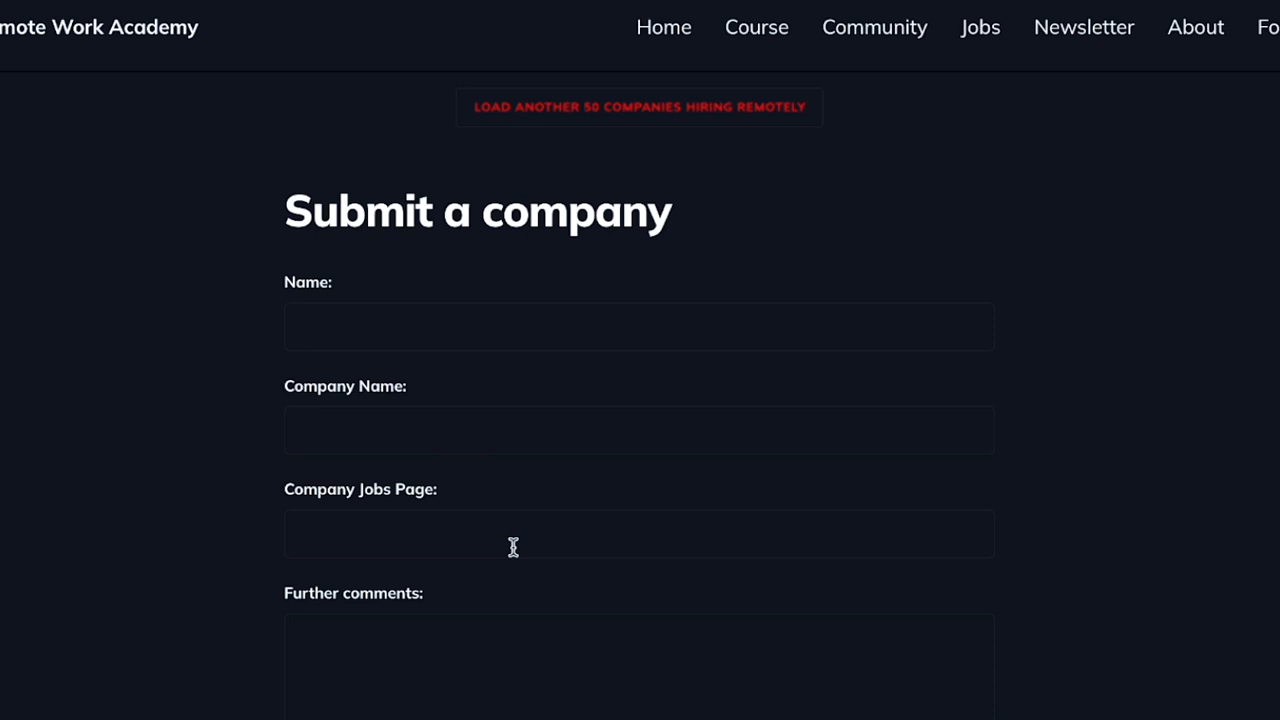 mote Work Academy
Home Course Community Jobs Newsletter About Fo
LOAD ANOTHER 50 COMPANIES HIRING REMOTELY
Submit a company
Name:
Company Name:
Company Jobs Page:
Further comments: